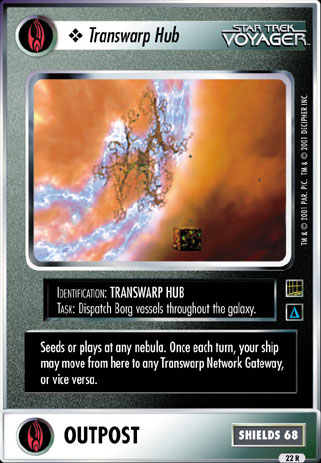 ❖ Transwarp Hub
STAR TREK
VOYAGER
TM & © 2001 PAR. PIC. TM & © 2001 DECIPHER INC.
IDENTIFICATION: TRANSWARP HUB
TASK: Dispatch Borg vessels throughout the galaxy.
Seeds or plays at any nebula. Once each turn, your ship
may move from here to any Transwarp Network Gateway,
or vice versa.
OUTPOST
SHIELDS 68
22 R